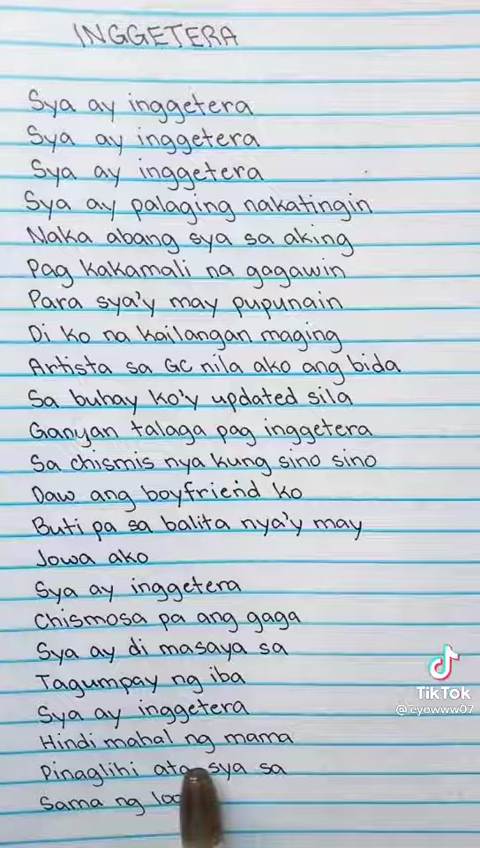 INGGETERA
Sya ay inggetera
Sya ay inggetera
Sya ay inggetera
Sya ay palaging nakatingin
Naka abang sya sa aking
Pag kakamali na gagawin
Para sya'y may pupunain
Di ko na kailangan maging
Artista sa GC nila ako ang bida
Sa buhay ko'y updated sila
Ganyan talaga pag inggetera
Sa chismis nya kung sino sino
Daw ang boyfriend ko
Buti pa sa balita nya'y may
Jowa ako
Sya ay inggetera
Chismosa pa ang gaga
Sya ay di masaya sa
Tagumpay ng iba
Sya ay inggetera
Hindi mahal ng mama
Pinaglihi ata sya sa
Sama ng
TikTok
@eyowww07